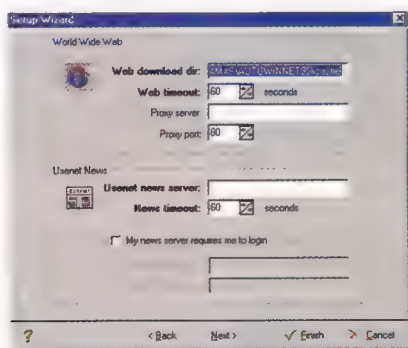 Setup Wizard
World Wide Web
Web download dir:
Web timeout: 60 seconds
Proxy server
Proxy port: 80
Usenet News
Usenet news server:
News timeout: 60 seconds
My news server requires me to login
? < Back Next > Finish Cancel